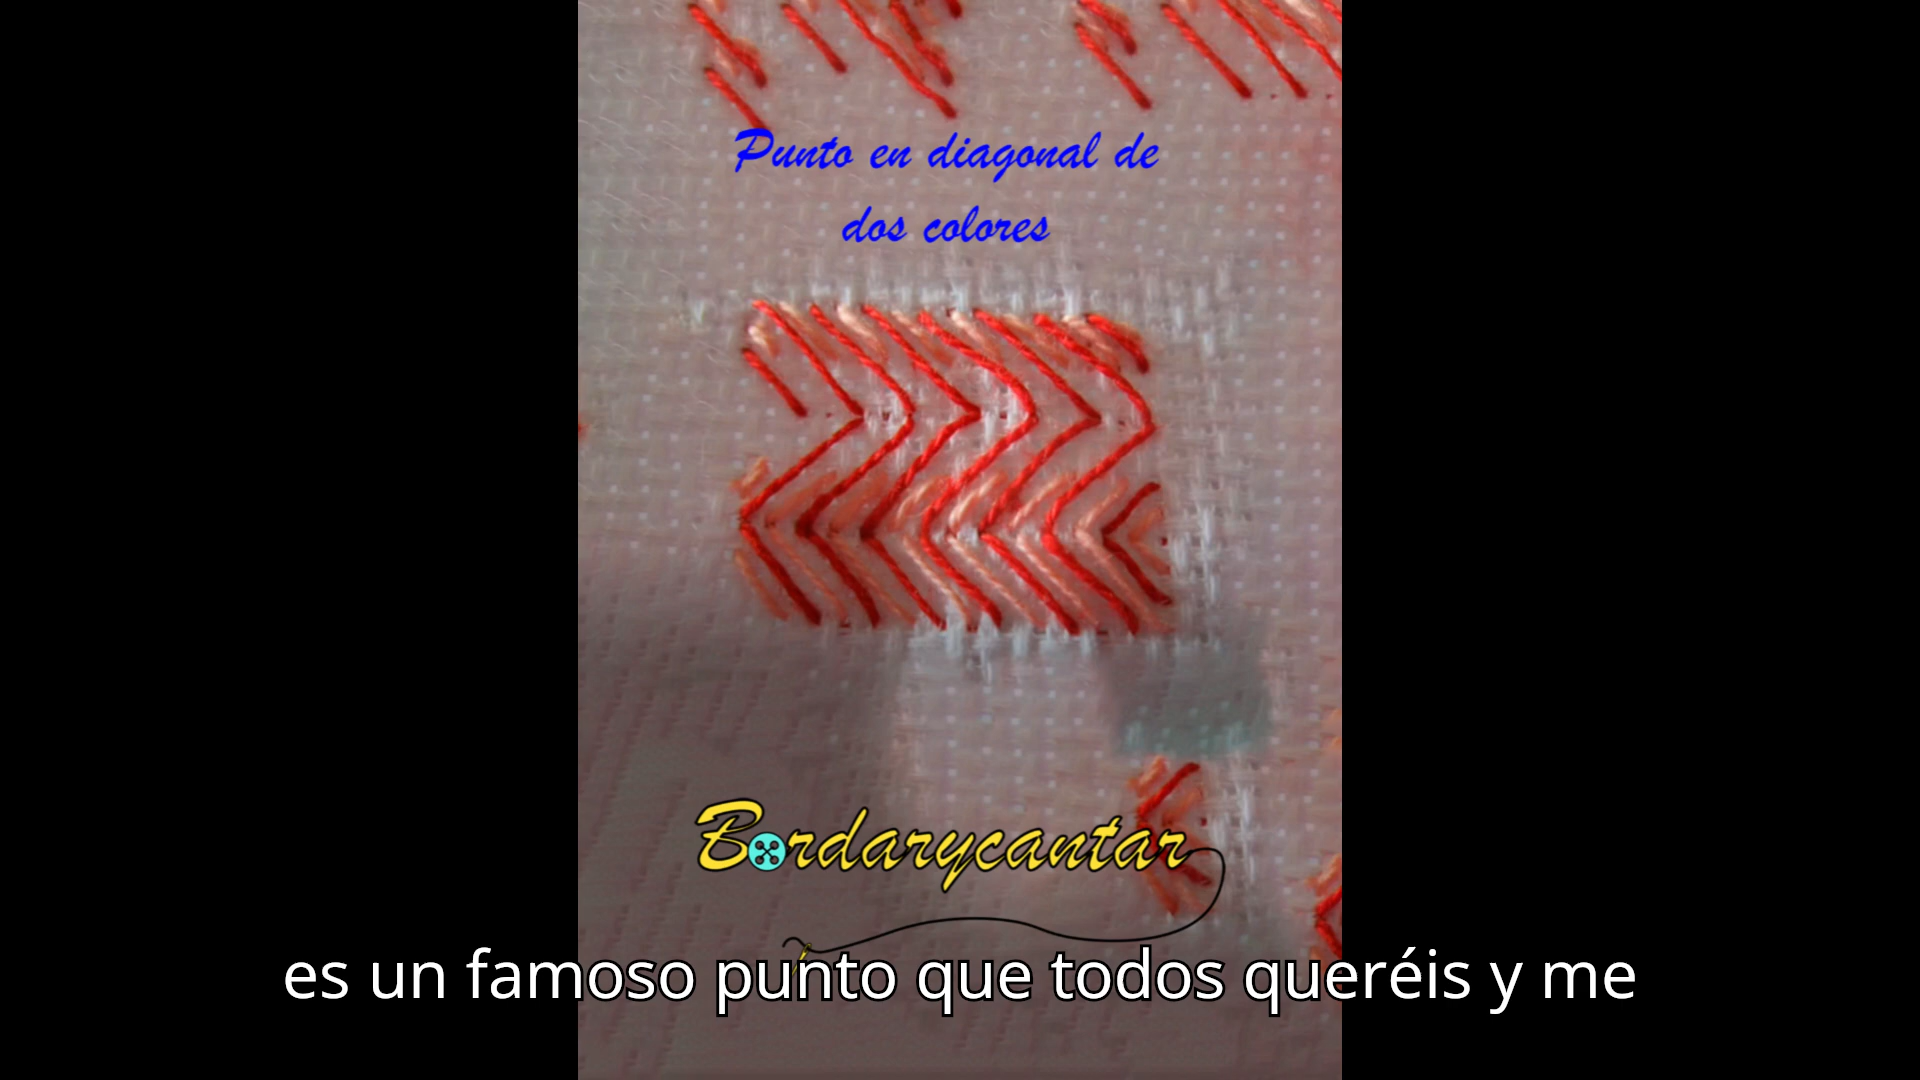 Punto en diagonal de
dos colores
Bordarycantar
es un famoso punto que todos queréis y me